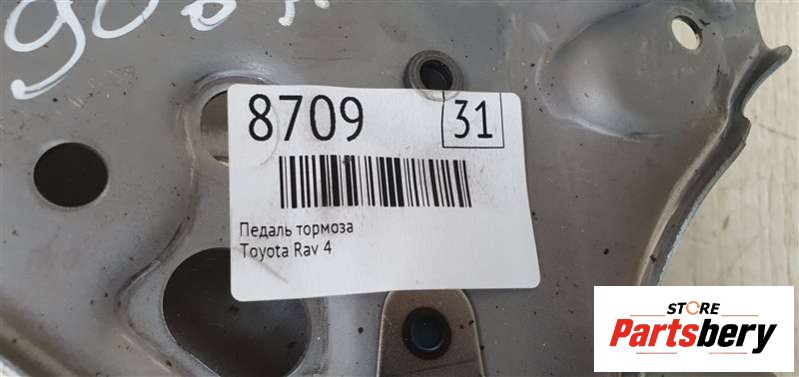 8709
31
Педаль тормоза
Toyota Rav 4
STORE
Partsbery